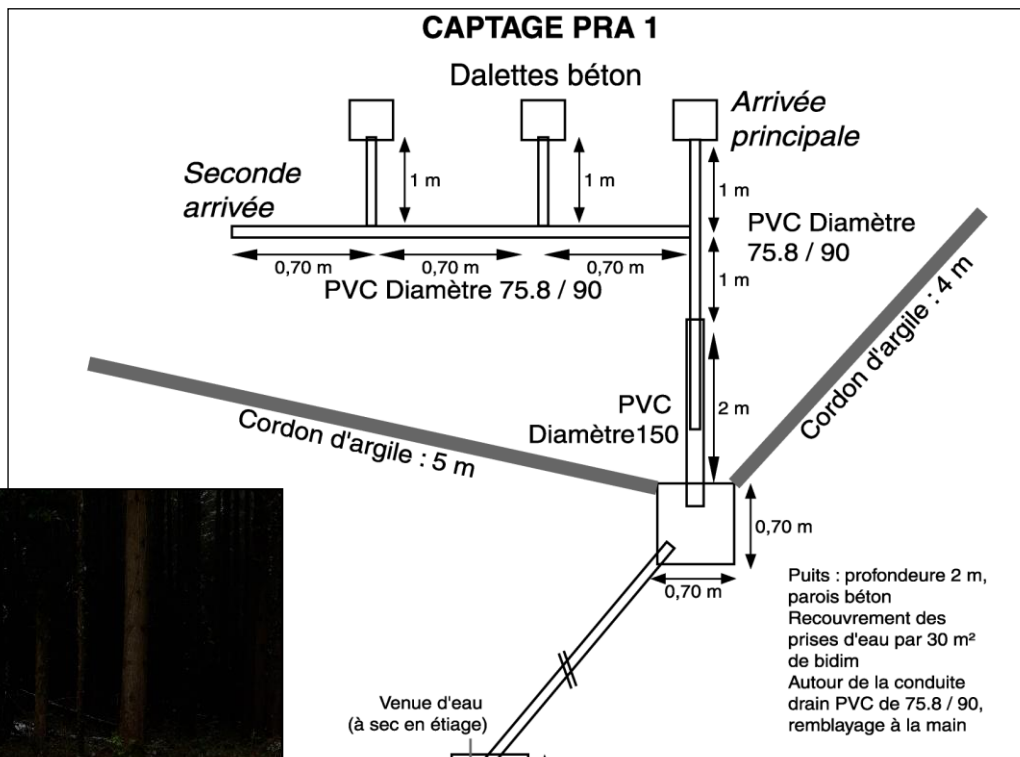 CAPTAGE PRA 1
Dalettes béton
Arrivée
principale
Seconde
arrivée
1 m
1 m
1 m
PVC Diamètre
75.8 / 90
0,70 m
0,70 m
0,70 m
PVC Diamètre 75.8 / 90
1 m
Cordon d'argile : 4 m
Cordon d'argile : 5 m
PVC
Diamètre150
2 m
0,70 m
0,70 m
Puits : profondeure 2 m,
parois béton
Recouvrement des
prises d'eau par 30 m²
de bidim
Autour de la conduite
drain PVC de 75.8 / 90,
remblayage à la main
Venue d'eau
(à sec en étiage)